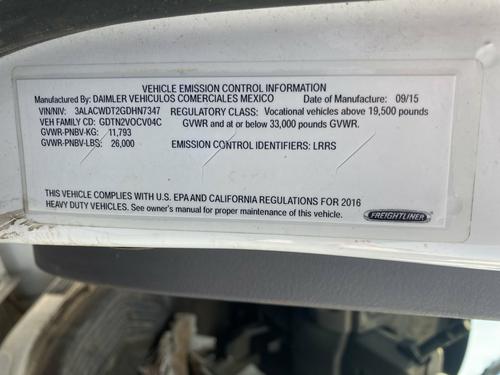 VEHICLE EMISSION CONTROL INFORMATION
Manufactured By: DAIMLER VEHICULOS COMERCIALES MEXICO Date of Manufacture: 09/15
VIN/NIV: 3ALACWDT2GDHN7347 REGULATORY CLASS: Vocational vehicles above 19,500 pounds
VEH FAMILY CD: GDTN2VOCV04C GVWR and at or below 33,000 pounds GVWR.
GVWR-PNBV-KG: 11,793
GVWR-PNBV-LBS: 26,000 EMISSION CONTROL IDENTIFIERS: LRRS
THIS VEHICLE COMPLIES WITH U.S. EPA AND CALIFORNIA REGULATIONS FOR 2016
HEAVY DUTY VEHICLES. See owner's manual for proper maintenance of this vehicle.
FREIGHTLINER